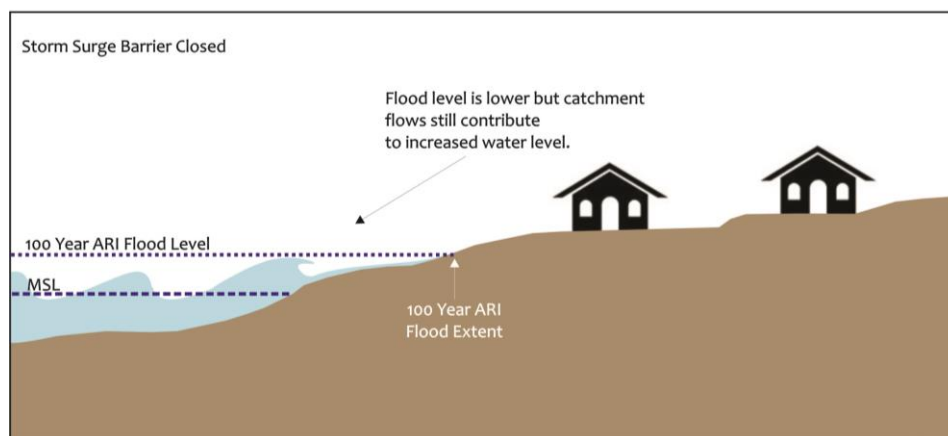 Storm Surge Barrier Closed
Flood level is lower but catchment
flows still contribute
to increased water level.
100 Year ARI Flood Level
MSL
100 Year ARI
Flood Extent